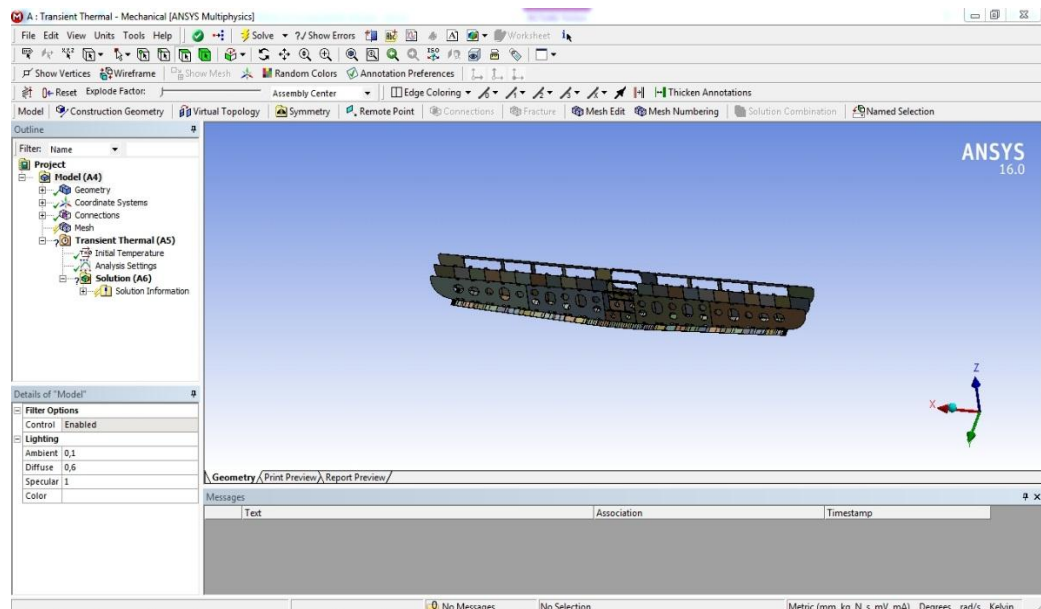 A : Transient Thermal - Mechanical [ANSYS Multiphysics]
File Edit View Units Tools Help Solve ?/ Show Errors Worksheet
Show Vertices Wireframe Show Mesh Random Colors Annotation Preferences
Reset Explode Factor: Assembly Center Edge Coloring Thicken Annotations
Model Construction Geometry Virtual Topology Symmetry Remote Point Connections Fracture Mesh Edit Mesh Numbering Solution Combination Named Selection
Outline
Filter: Name
Project
Model (A4)
Geometry
Coordinate Systems
Connections
Mesh
Transient Thermal (A5)
Initial Temperature
Analysis Settings
Solution (A6)
Solution Information
ANSYS
16.0
Z
X
Details of "Model"
Filter Options
Control Enabled
Lighting
Ambient 0,1
Diffuse 0,6
Specular 1
Color
Geometry Print Preview Report Preview
Messages
Text Association Timestamp
No Messages No Selection Metric (mm, kg, N, s, mV, mA) Degrees rad/s Kelvin